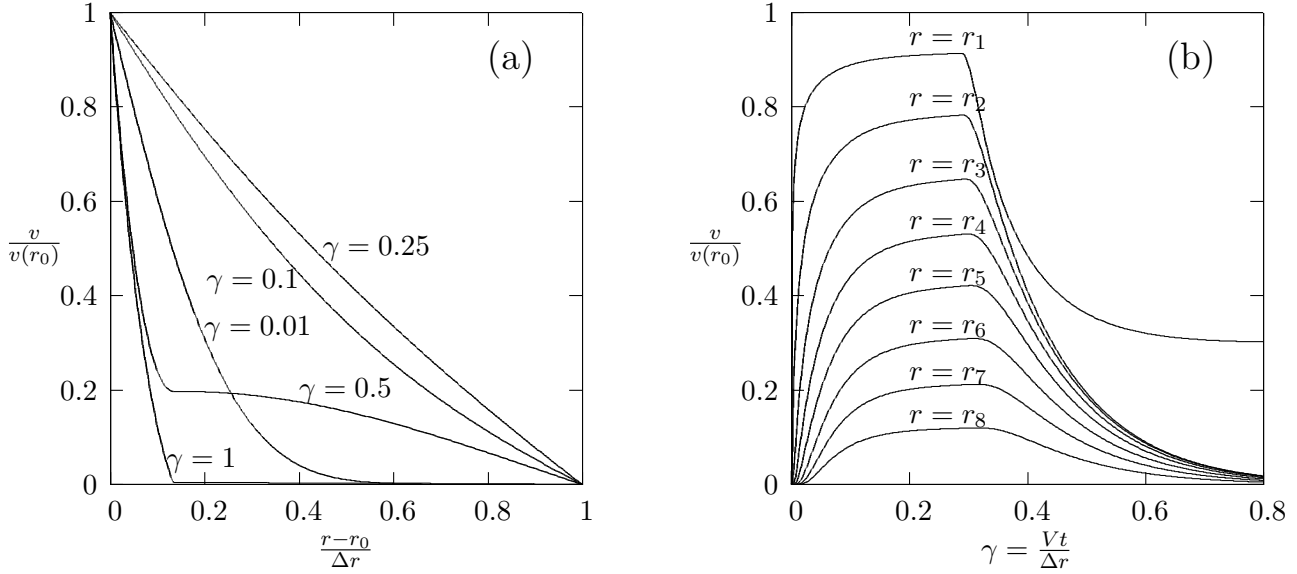 1
0.8
0.6
0.4
0.2
0
0 0.2 0.4 0.6 0.8 1
v/v(r₀)
(r−r₀)/Δr
(a)
γ = 0.25
γ = 0.1
γ = 0.01
γ = 0.5
γ = 1
1
0.8
0.6
0.4
0.2
0
0 0.2 0.4 0.6 0.8
v/v(r₀)
γ = Vt/Δr
(b)
r = r₁
r = r₂
r = r₃
r = r₄
r = r₅
r = r₆
r = r₇
r = r₈